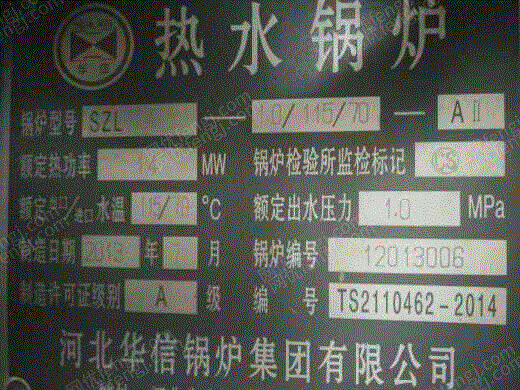 热水锅炉
锅炉型号 SZL — 1.0/115/70 — AⅡ
额定热功率 14 MW 锅炉检验所监检标记 CS
额定出口/进口水温 115/70 °C 额定出水压力 1.0 MPa
制造日期 2013 年 月 锅炉编号 12013006
制造许可证级别 A 级 编号 TS2110462-2014
河北华信锅炉集团有限公司